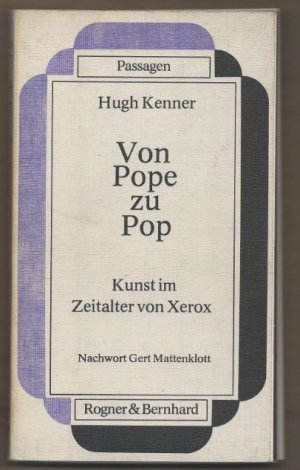 Passagen
Hugh Kenner
Von
Pope
zu
Pop
Kunst im
Zeitalter von Xerox
Nachwort Gert Mattenklott
Rogner & Bernhard